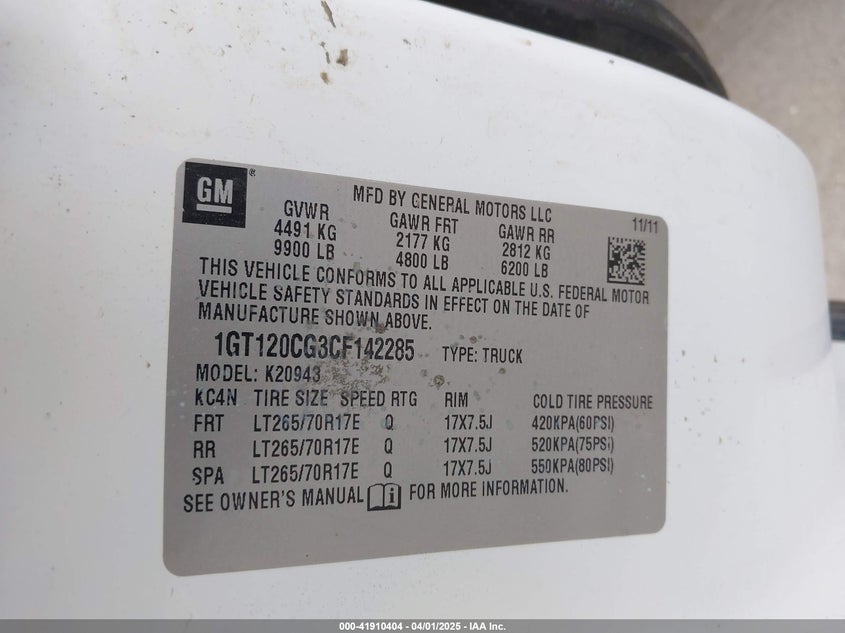 GM®
MFD BY GENERAL MOTORS LLC
11/11
GVWR GAWR FRT GAWR RR
4491 KG 2177 KG 2812 KG
9900 LB 4800 LB 6200 LB
THIS VEHICLE CONFORMS TO ALL APPLICABLE U.S. FEDERAL MOTOR
VEHICLE SAFETY STANDARDS IN EFFECT ON THE DATE OF
MANUFACTURE SHOWN ABOVE.
1GT120CG3CF142285 TYPE: TRUCK
MODEL: K20943
KC4N TIRE SIZE SPEED RTG RIM COLD TIRE PRESSURE
FRT LT265/70R17E Q 17X7.5J 420KPA(60PSI)
RR LT265/70R17E Q 17X7.5J 520KPA(75PSI)
SPA LT265/70R17E Q 17X7.5J 550KPA(80PSI)
SEE OWNER'S MANUAL i FOR MORE INFORMATION.
000-41910404 - 04/01/2025 - IAA Inc.